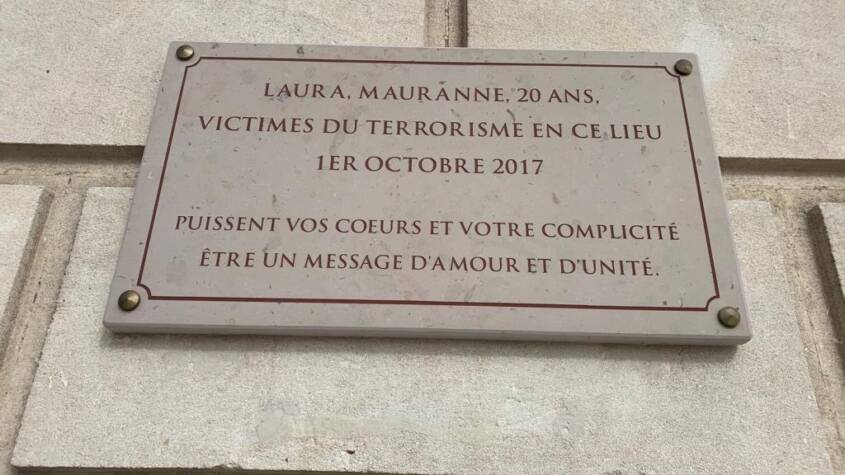 LAURA, MAURANNE, 20 ANS,
VICTIMES DU TERRORISME EN CE LIEU
1ER OCTOBRE 2017
PUISSENT VOS COEURS ET VOTRE COMPLICITÉ
ÊTRE UN MESSAGE D'AMOUR ET D'UNITÉ.